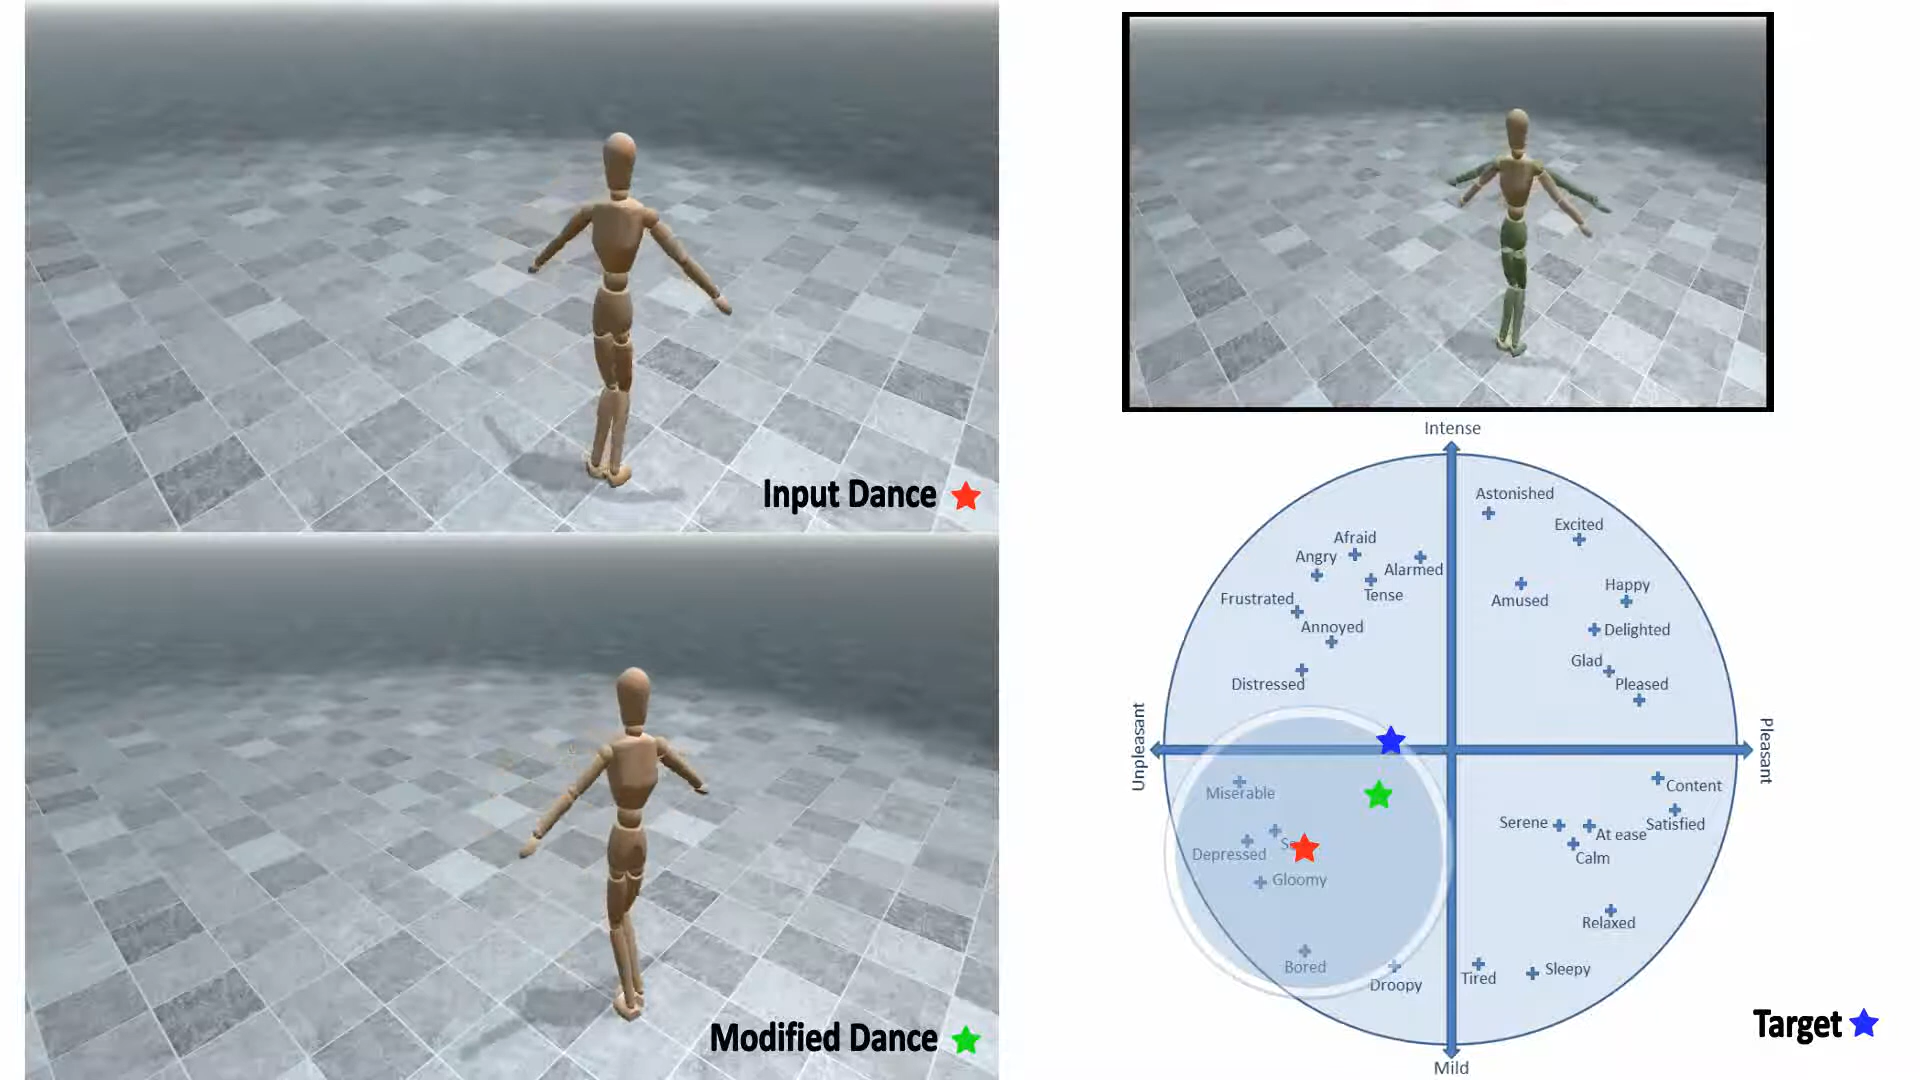 Input Dance
Modified Dance
Intense
Astonished
Excited
Afraid
Angry
Alarmed
Tense
Amused
Happy
Frustrated
Annoyed
Delighted
Glad
Distressed
Pleased
Unpleasant
Pleasant
Miserable
Content
Serene
Satisfied
At ease
Depressed
Calm
Gloomy
Relaxed
Bored
Droopy
Tired
Sleepy
Target
Mild